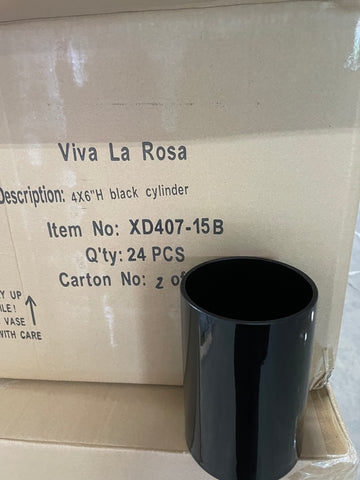 Viva La Rosa
Description: 4X6"H black cylinder
Item No: XD407-15B
Q'ty: 24 PCS
Carton No: 2 of
UP
VASE
WITH CARE